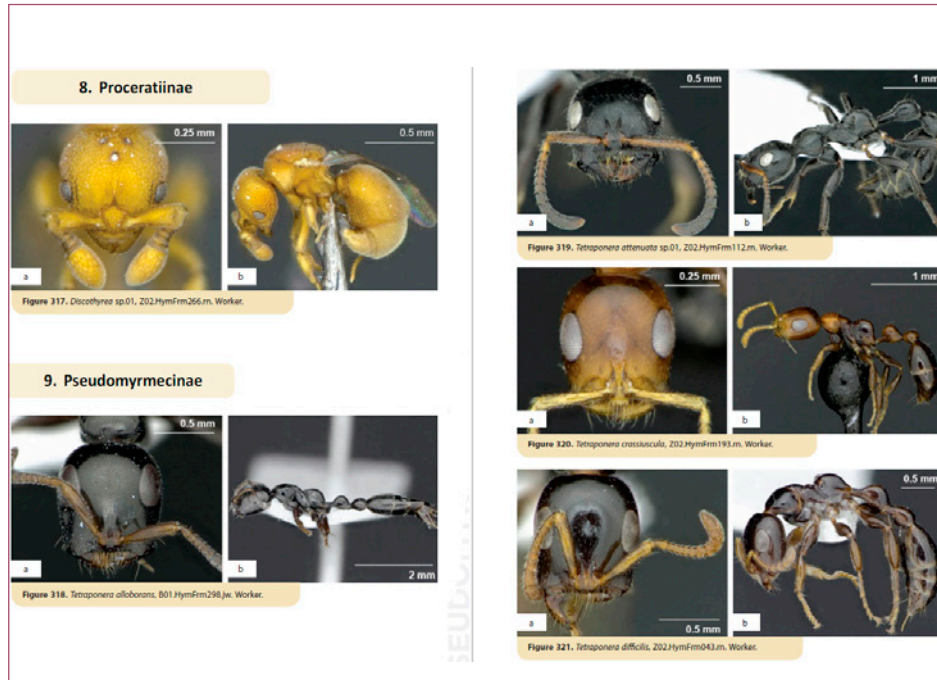 8. Proceratiinae
0.25 mm
0.5 mm
a
b
Figure 317. Discothyrea sp.01, Z02.HymFrm266.rn. Worker.
9. Pseudomyrmecinae
0.5 mm
2 mm
a
b
Figure 318. Tetraponera alloborans, B01.HymFrm298.jw. Worker.
0.5 mm
1 mm
a
b
Figure 319. Tetraponera attenuata sp.01, Z02.HymFrm112.rn. Worker.
0.25 mm
1 mm
a
b
Figure 320. Tetraponera crassiuscula, Z02.HymFrm193.rn. Worker.
0.5 mm
0.5 mm
a
b
Figure 321. Tetraponera difficilis, Z02.HymFrm043.rn. Worker.